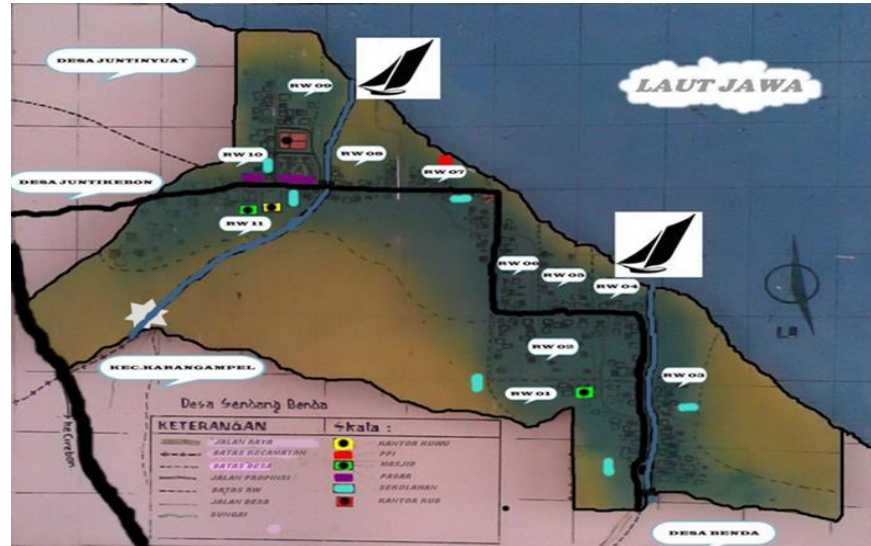 DESA JUNTINYUAT
LAUT JAWA
RW 09
RW 10
RW 08
RW 07
DESA JUNTIKEBON
RW 11
RW 06
RW 05
RW 04
RW 02
RW 03
RW 01
KEC.KARANGAMPEL
ke Cirebon
Desa Sendang Benda
KETERANGAN
Skala :
JALAN RAYA
KANTOR KUWU
BATAS KECAMATAN
PPI
BATAS DESA
MASJID
JALAN PROPINSI
PASAR
BATAS RW
SEKOLAHAN
JALAN DESA
KANTOR KUB
SUNGAI
DESA BENDA